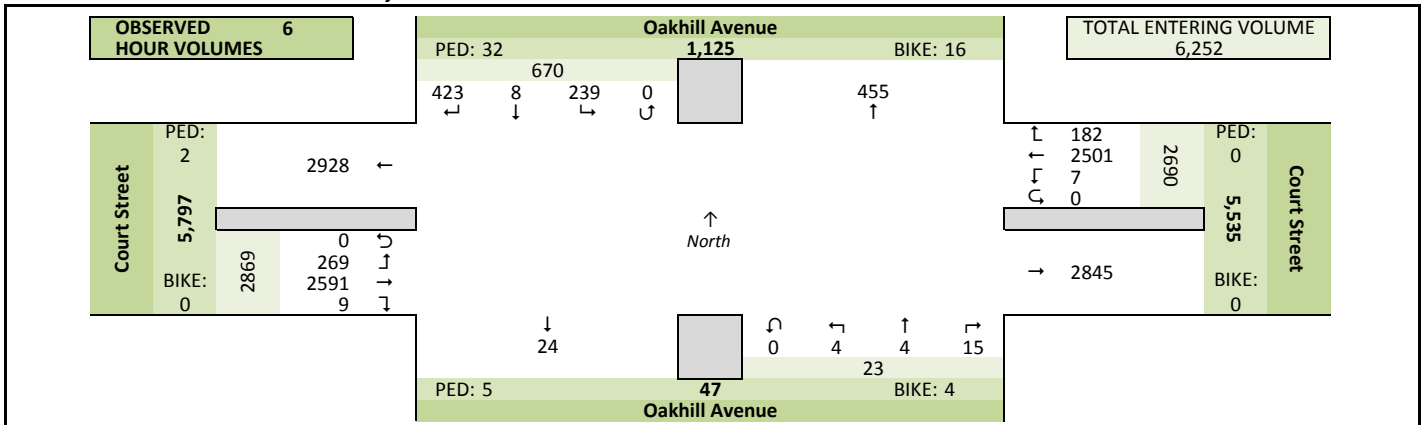 OBSERVED 6
HOUR VOLUMES
Oakhill Avenue
TOTAL ENTERING VOLUME
6,252
PED: 32 1,125 BIKE: 16
670
423 8 239 0 455
↵ ↓ ↳ ↺ ↑
Court Street
PED:
2
5,797
BIKE:
0
2928 ←
2869
0 ↺
269 ↰
2591 →
9 ↴
↑
North
↱ 182
← 2501
↲ 7
↺ 0
2690
→ 2845
PED:
0
5,535
BIKE:
0
Court Street
↓
24
↺ ↰ ↑ ↱
0 4 4 15
23
PED: 5 47 BIKE: 4
Oakhill Avenue